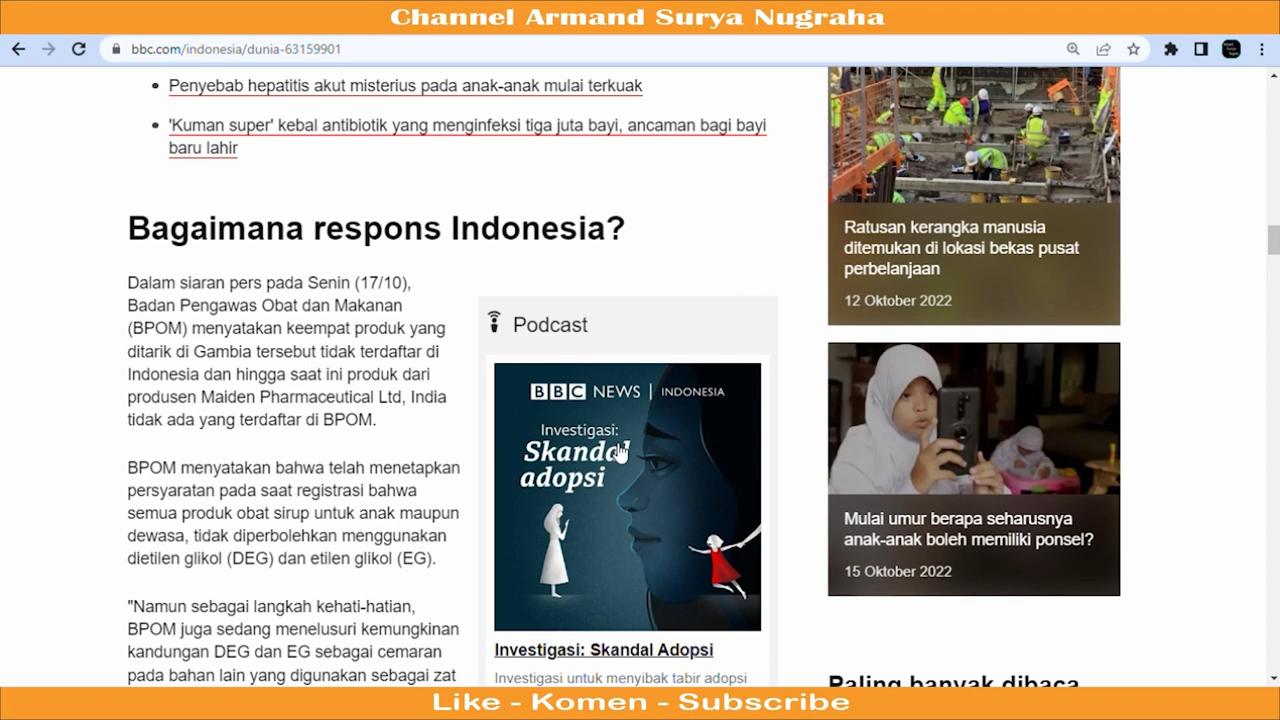 Channel Armand Surya Nugraha
bbc.com/indonesia/dunia-63159901
Penyebab hepatitis akut misterius pada anak-anak mulai terkuak
'Kuman super' kebal antibiotik yang menginfeksi tiga juta bayi, ancaman bagi bayi
baru lahir
Bagaimana respons Indonesia?
Dalam siaran pers pada Senin (17/10),
Badan Pengawas Obat dan Makanan
(BPOM) menyatakan keempat produk yang
ditarik di Gambia tersebut tidak terdaftar di
Indonesia dan hingga saat ini produk dari
produsen Maiden Pharmaceutical Ltd, India
tidak ada yang terdaftar di BPOM.
BPOM menyatakan bahwa telah menetapkan
persyaratan pada saat registrasi bahwa
semua produk obat sirup untuk anak maupun
dewasa, tidak diperbolehkan menggunakan
dietilen glikol (DEG) dan etilen glikol (EG).
"Namun sebagai langkah kehati-hatian,
BPOM juga sedang menelusuri kemungkinan
kandungan DEG dan EG sebagai cemaran
pada bahan lain yang digunakan sebagai zat
Podcast
BBC NEWS | INDONESIA
Investigasi:
Skandal
adopsi
Investigasi: Skandal Adopsi
Investigasi untuk menyibak tabir adopsi
Ratusan kerangka manusia
ditemukan di lokasi bekas pusat
perbelanjaan
12 Oktober 2022
Mulai umur berapa seharusnya
anak-anak boleh memiliki ponsel?
15 Oktober 2022
Paling banyak dibaca
Like - Komen - Subscribe